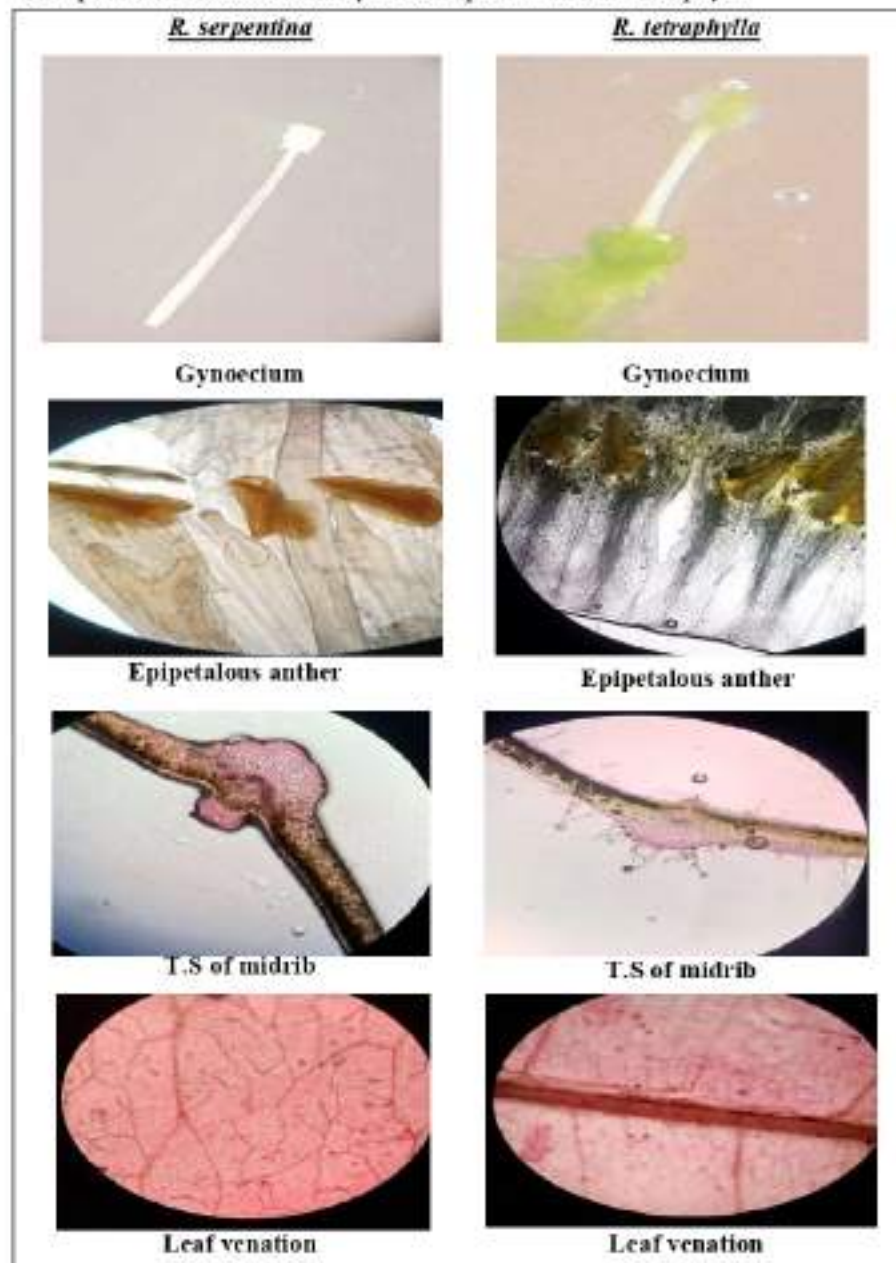 R. serpentina R. tetraphylla
Gynoecium Gynoecium
Epipetalous anther Epipetalous anther
T.S of midrib T.S of midrib
Leaf venation Leaf venation